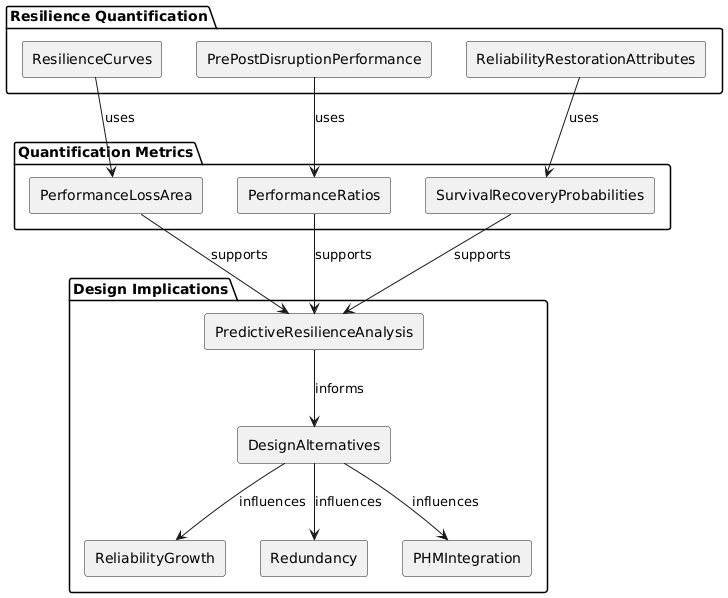 Resilience Quantification
ResilienceCurves
PrePostDisruptionPerformance
ReliabilityRestorationAttributes
uses
uses
uses
Quantification Metrics
PerformanceLossArea
PerformanceRatios
SurvivalRecoveryProbabilities
supports
supports
supports
Design Implications
PredictiveResilienceAnalysis
informs
DesignAlternatives
influences
influences
influences
ReliabilityGrowth
Redundancy
PHMIntegration